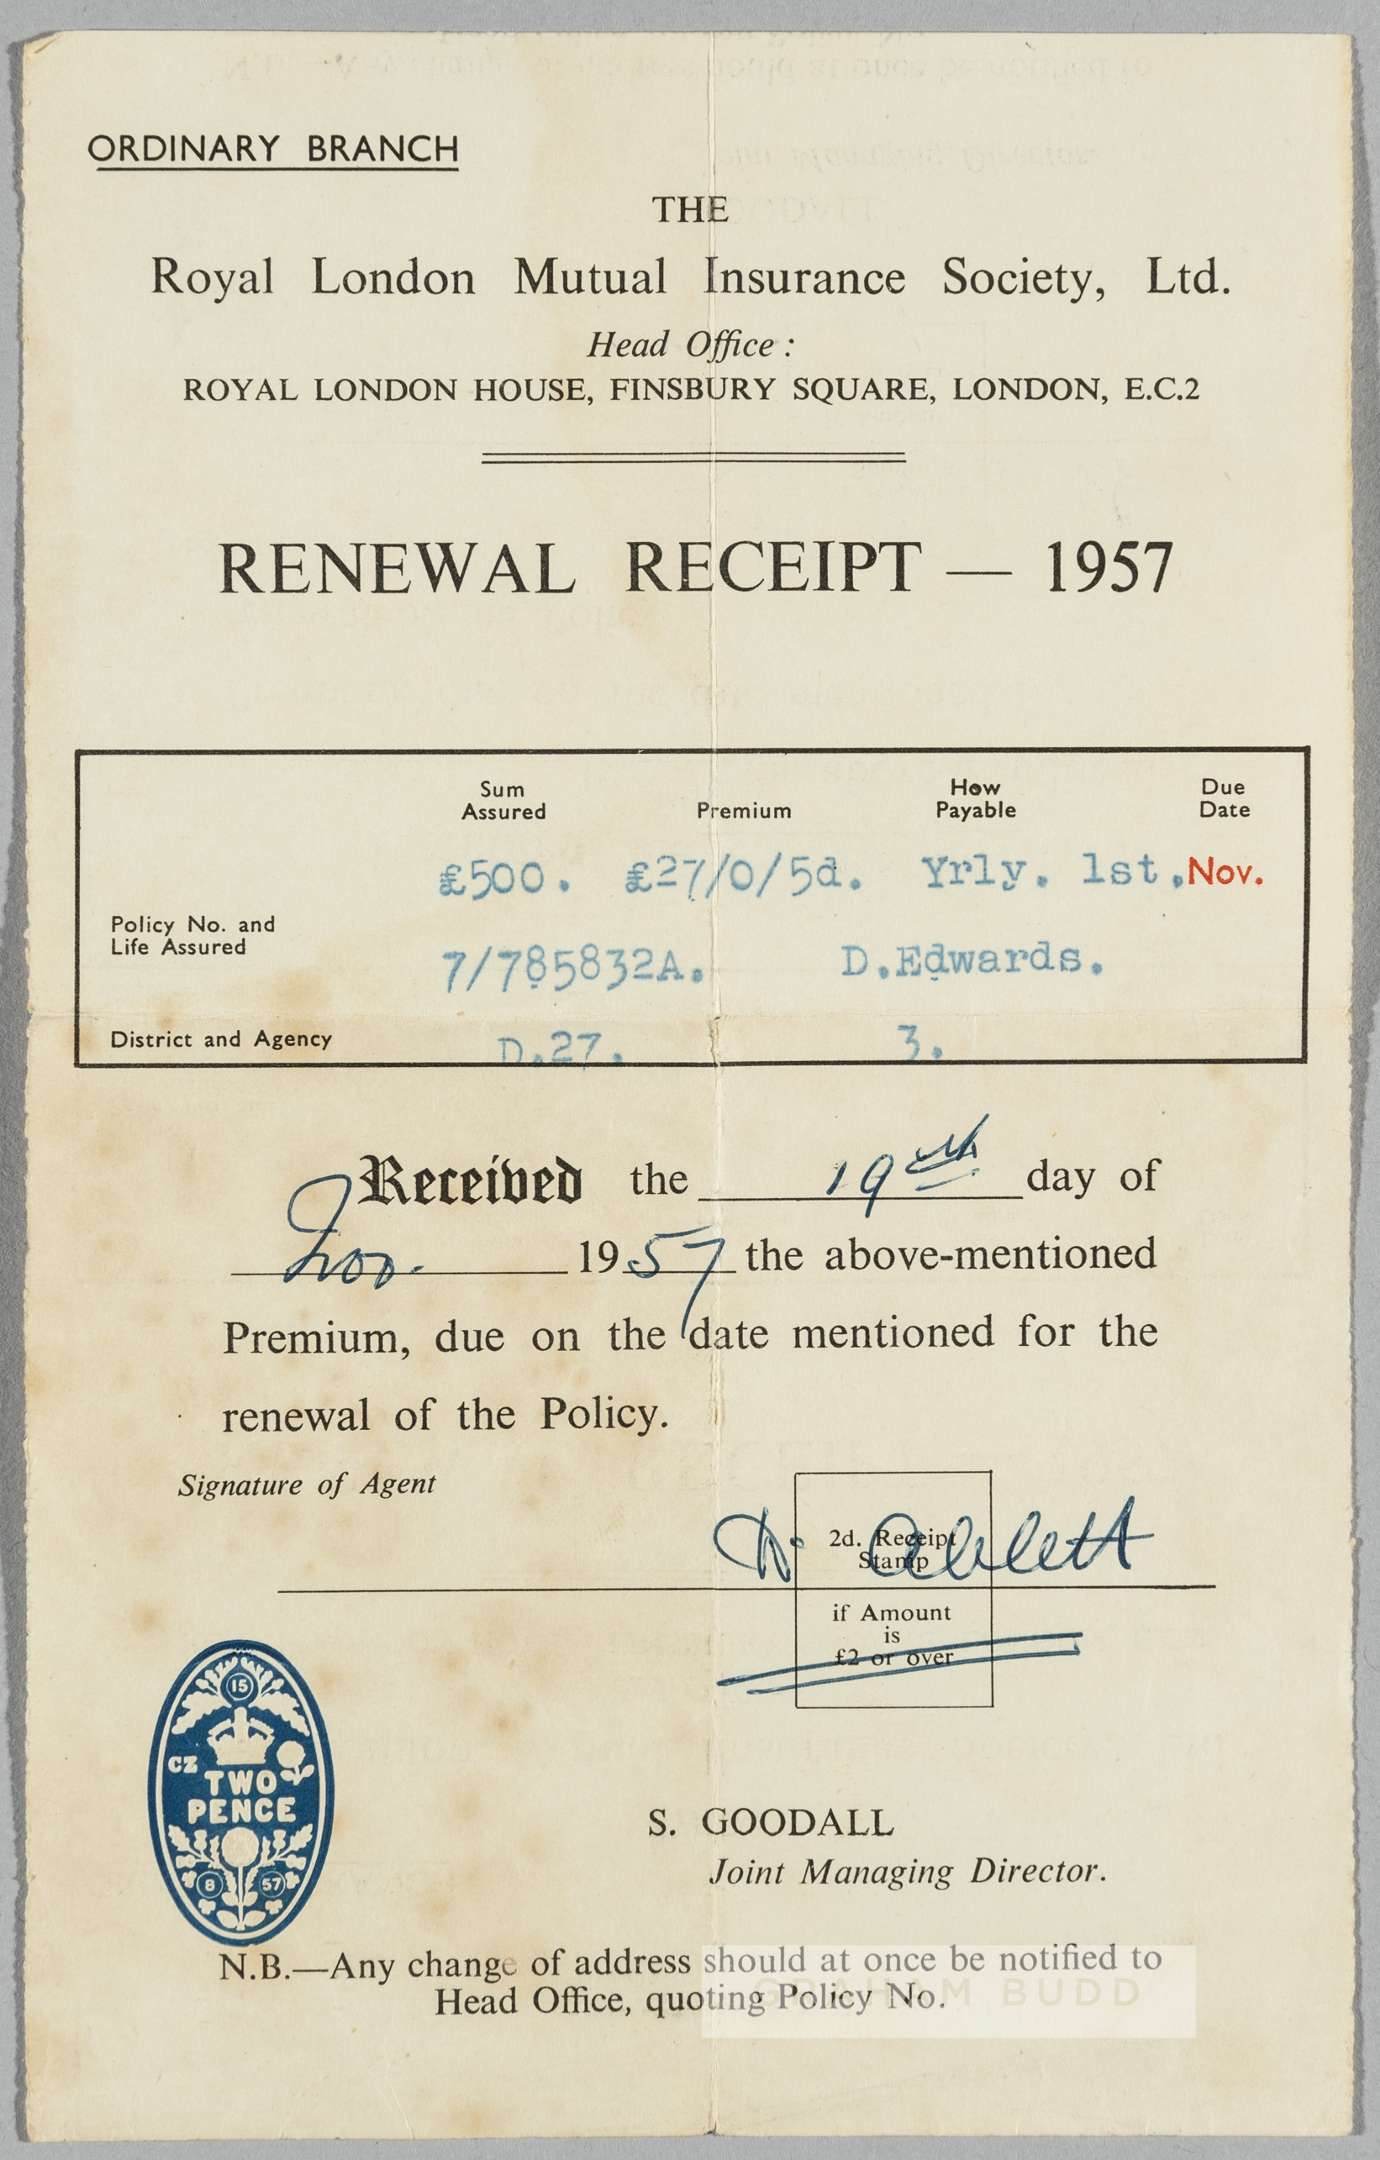 ORDINARY BRANCH
THE
Royal London Mutual Insurance Society, Ltd.
Head Office :
ROYAL LONDON HOUSE, FINSBURY SQUARE, LONDON, E.C.2
RENEWAL RECEIPT — 1957
Sum Assured
Premium
How Payable
Due Date
£500. £27/0/5d. Yrly. 1st. Nov.
Policy No. and
Life Assured
7/785832A. D.Edwards.
District and Agency D.27. 3.
Received the 19th day of
Nov. 1957 the above-mentioned
Premium, due on the date mentioned for the
renewal of the Policy.
Signature of Agent
Ablett
2d. Receipt
Stamp
if Amount
is
£2 or over
15
CZ
TWO
PENCE
8 57
S. GOODALL
Joint Managing Director.
N.B.—Any change of address should at once be notified to
Head Office, quoting Policy No.
GRAHAM BUDD